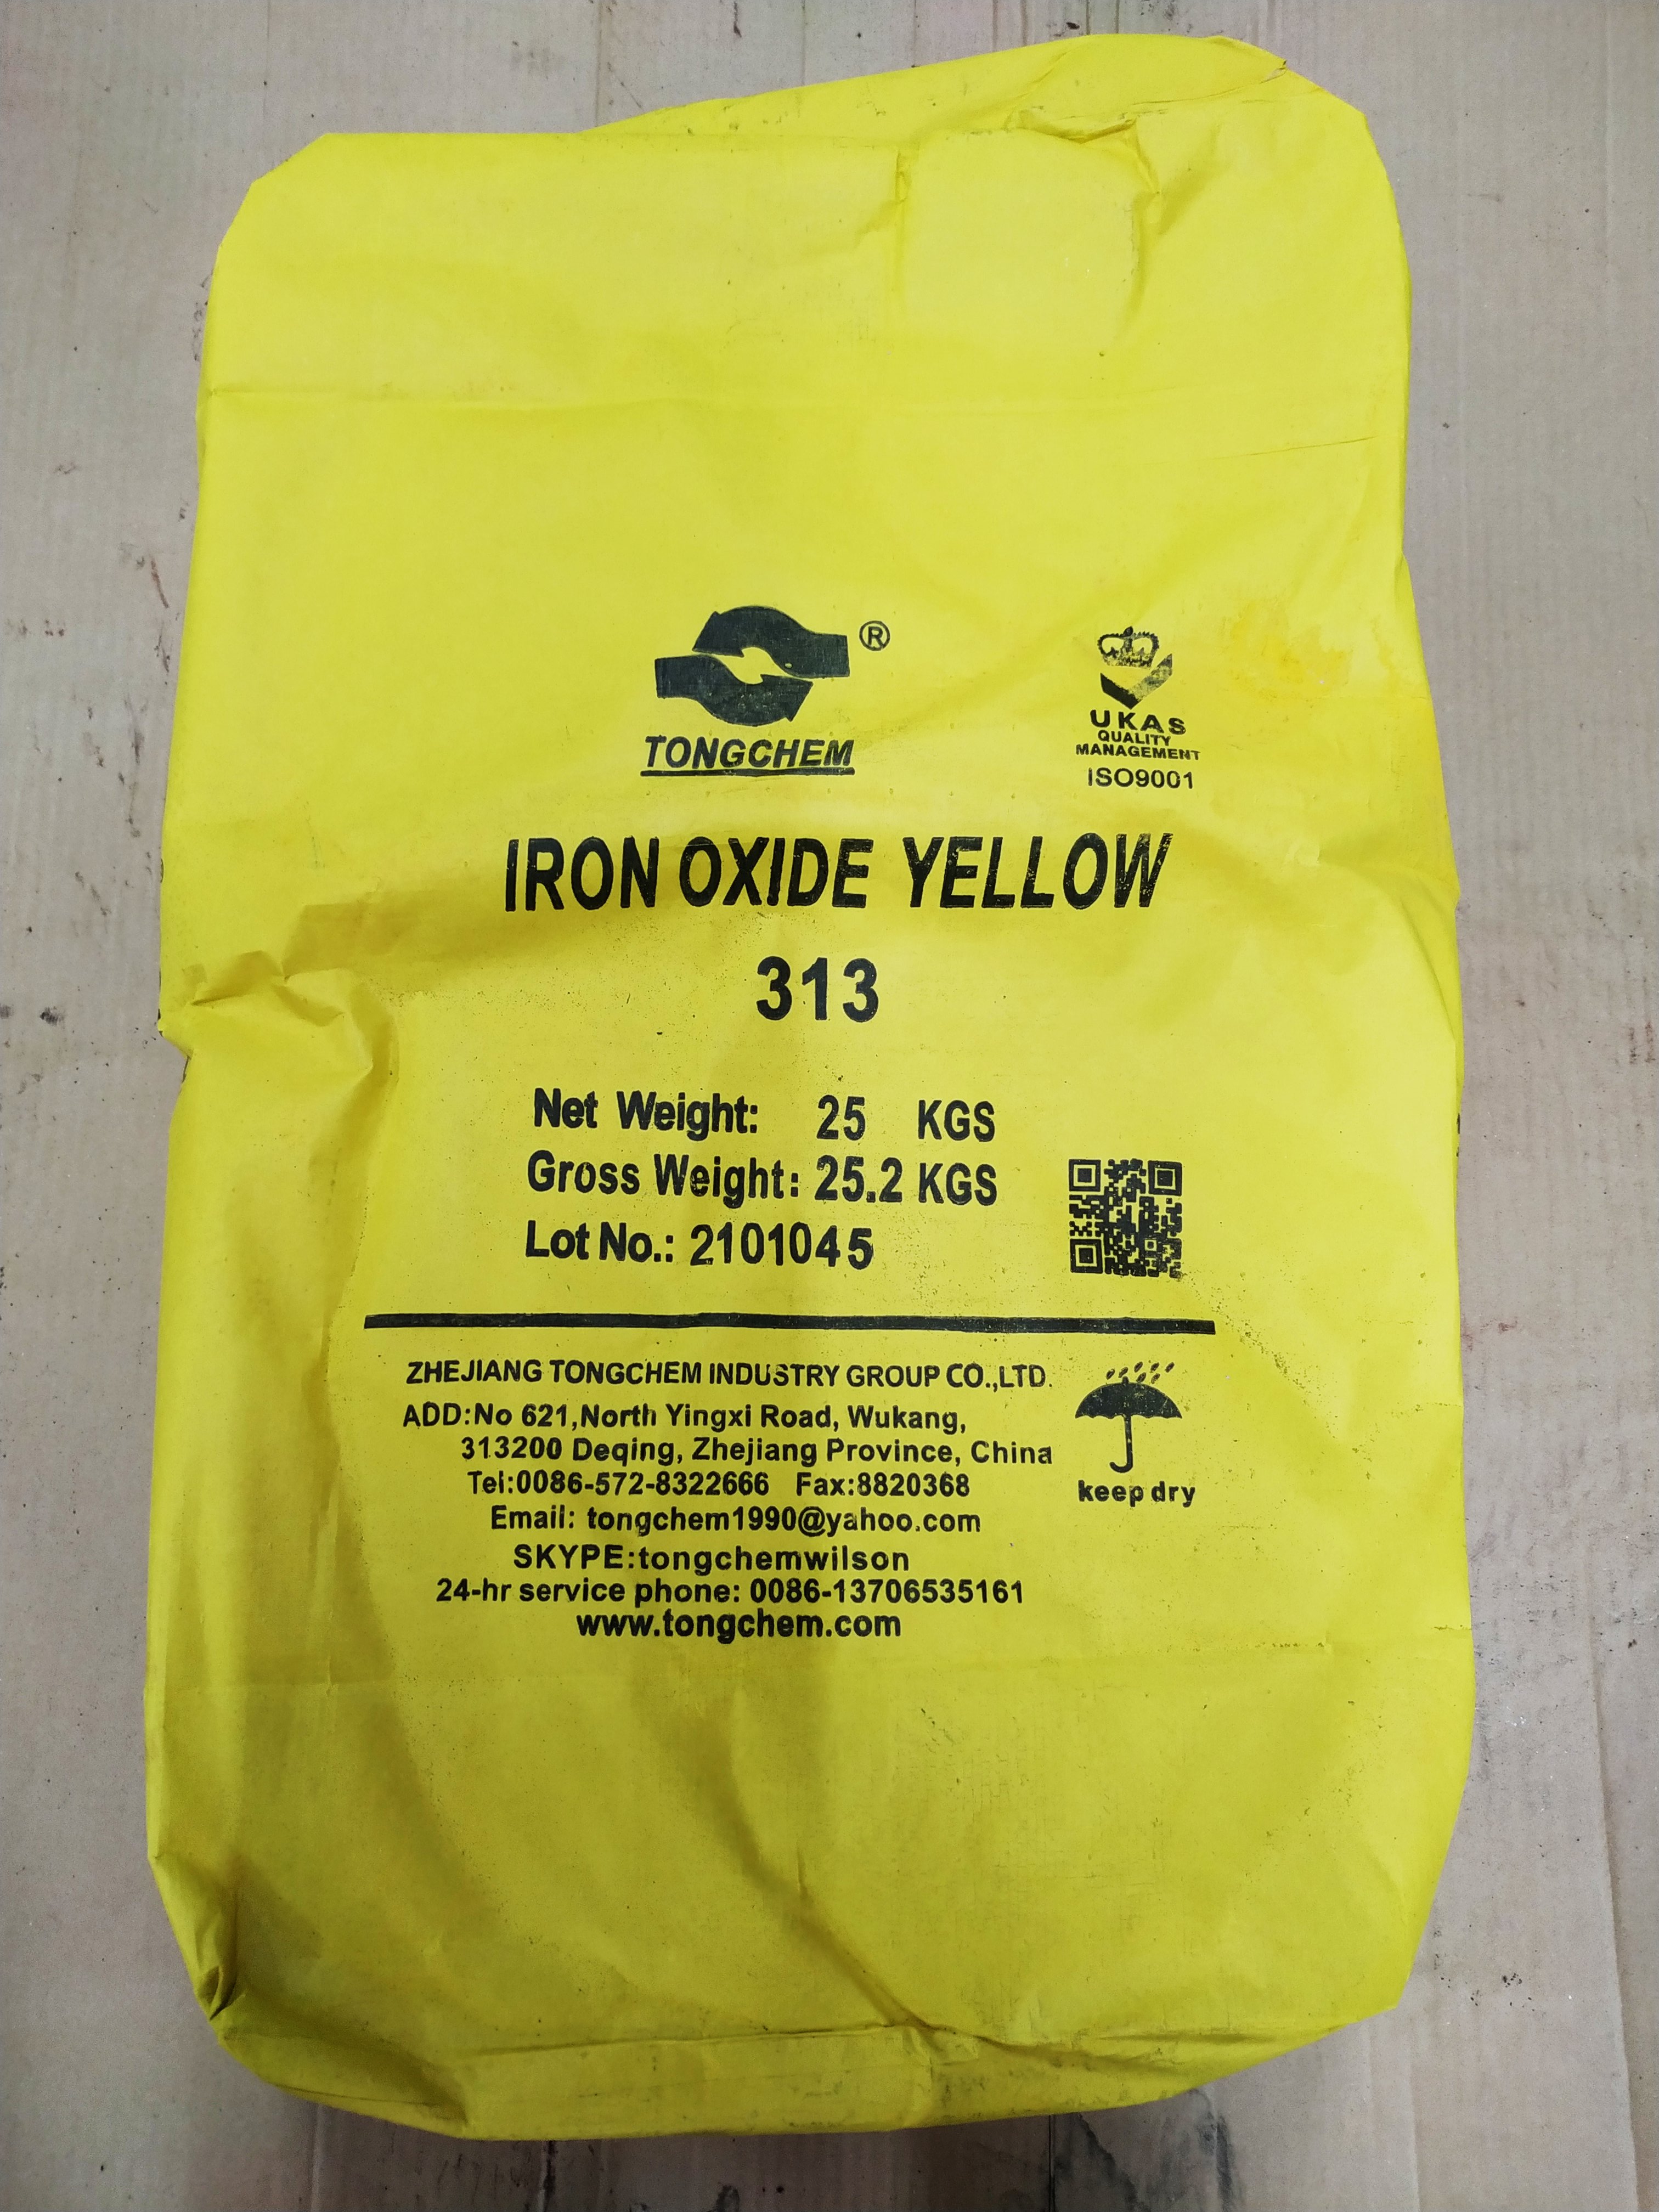 ®
TONGCHEM
UKAS
QUALITY
MANAGEMENT
ISO9001
IRON OXIDE YELLOW
313
Net Weight: 25 KGS
Gross Weight: 25.2 KGS
Lot No.: 2101045
ZHEJIANG TONGCHEM INDUSTRY GROUP CO.,LTD.
ADD:No 621,North Yingxi Road, Wukang,
313200 Deqing, Zhejiang Province, China
Tel:0086-572-8322666 Fax:8820368
Email: tongchem1990@yahoo.com
SKYPE:tongchemwilson
24-hr service phone: 0086-13706535161
www.tongchem.com
keep dry